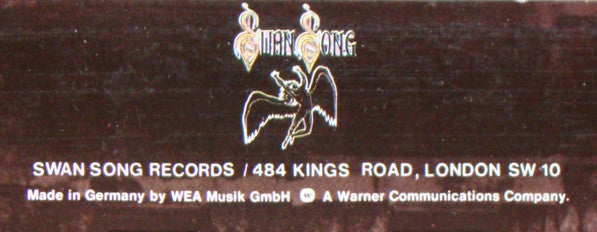 SWAN SONG
SWAN SONG RECORDS / 484 KINGS ROAD, LONDON SW 10
Made in Germany by WEA Musik GmbH w A Warner Communications Company.